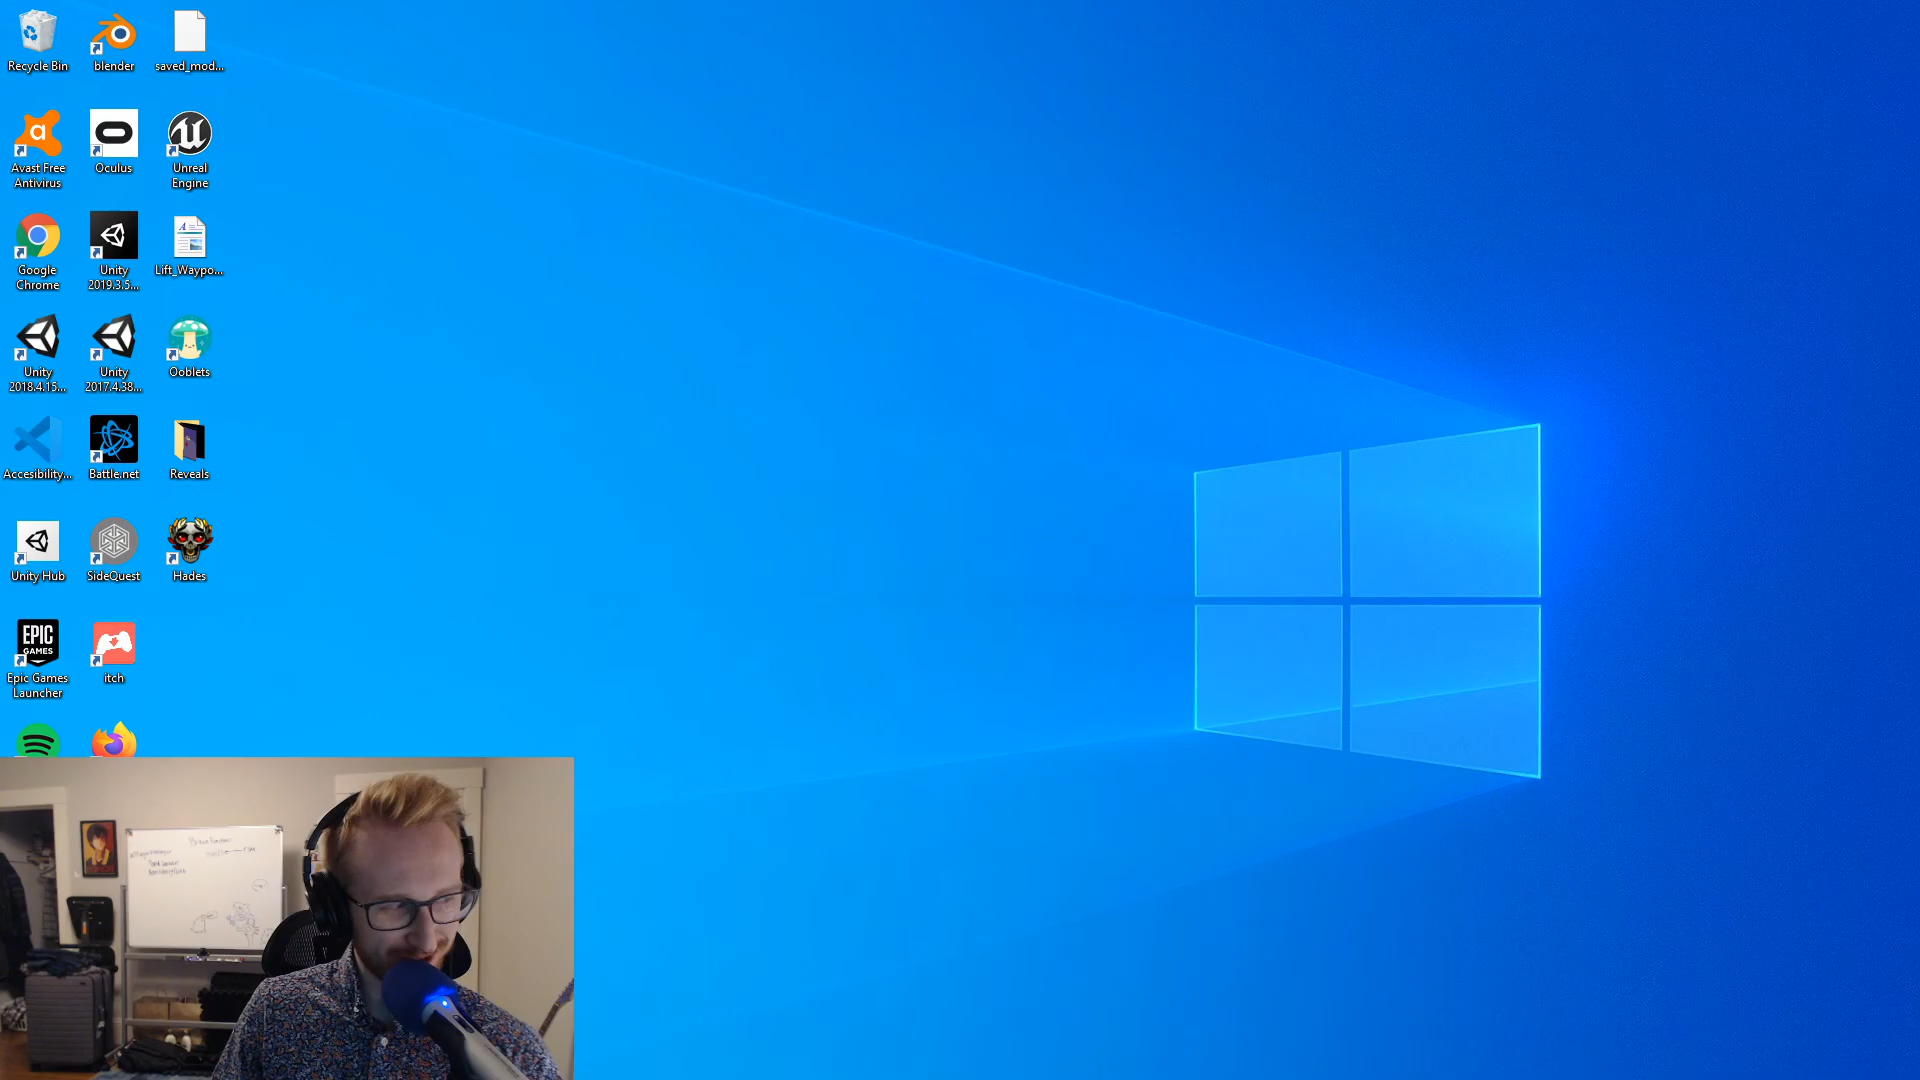 Recycle Bin
blender
saved_mod...
Avast Free
Antivirus
Oculus
Unreal
Engine
Google
Chrome
Unity
2019.3.5...
Lift_Waypo...
Unity
2018.4.15...
Unity
2017.4.38...
Ooblets
Accesibility...
Battle.net
Reveals
Unity Hub
SideQuest
Hades
EPIC
GAMES
Epic Games
Launcher
itch